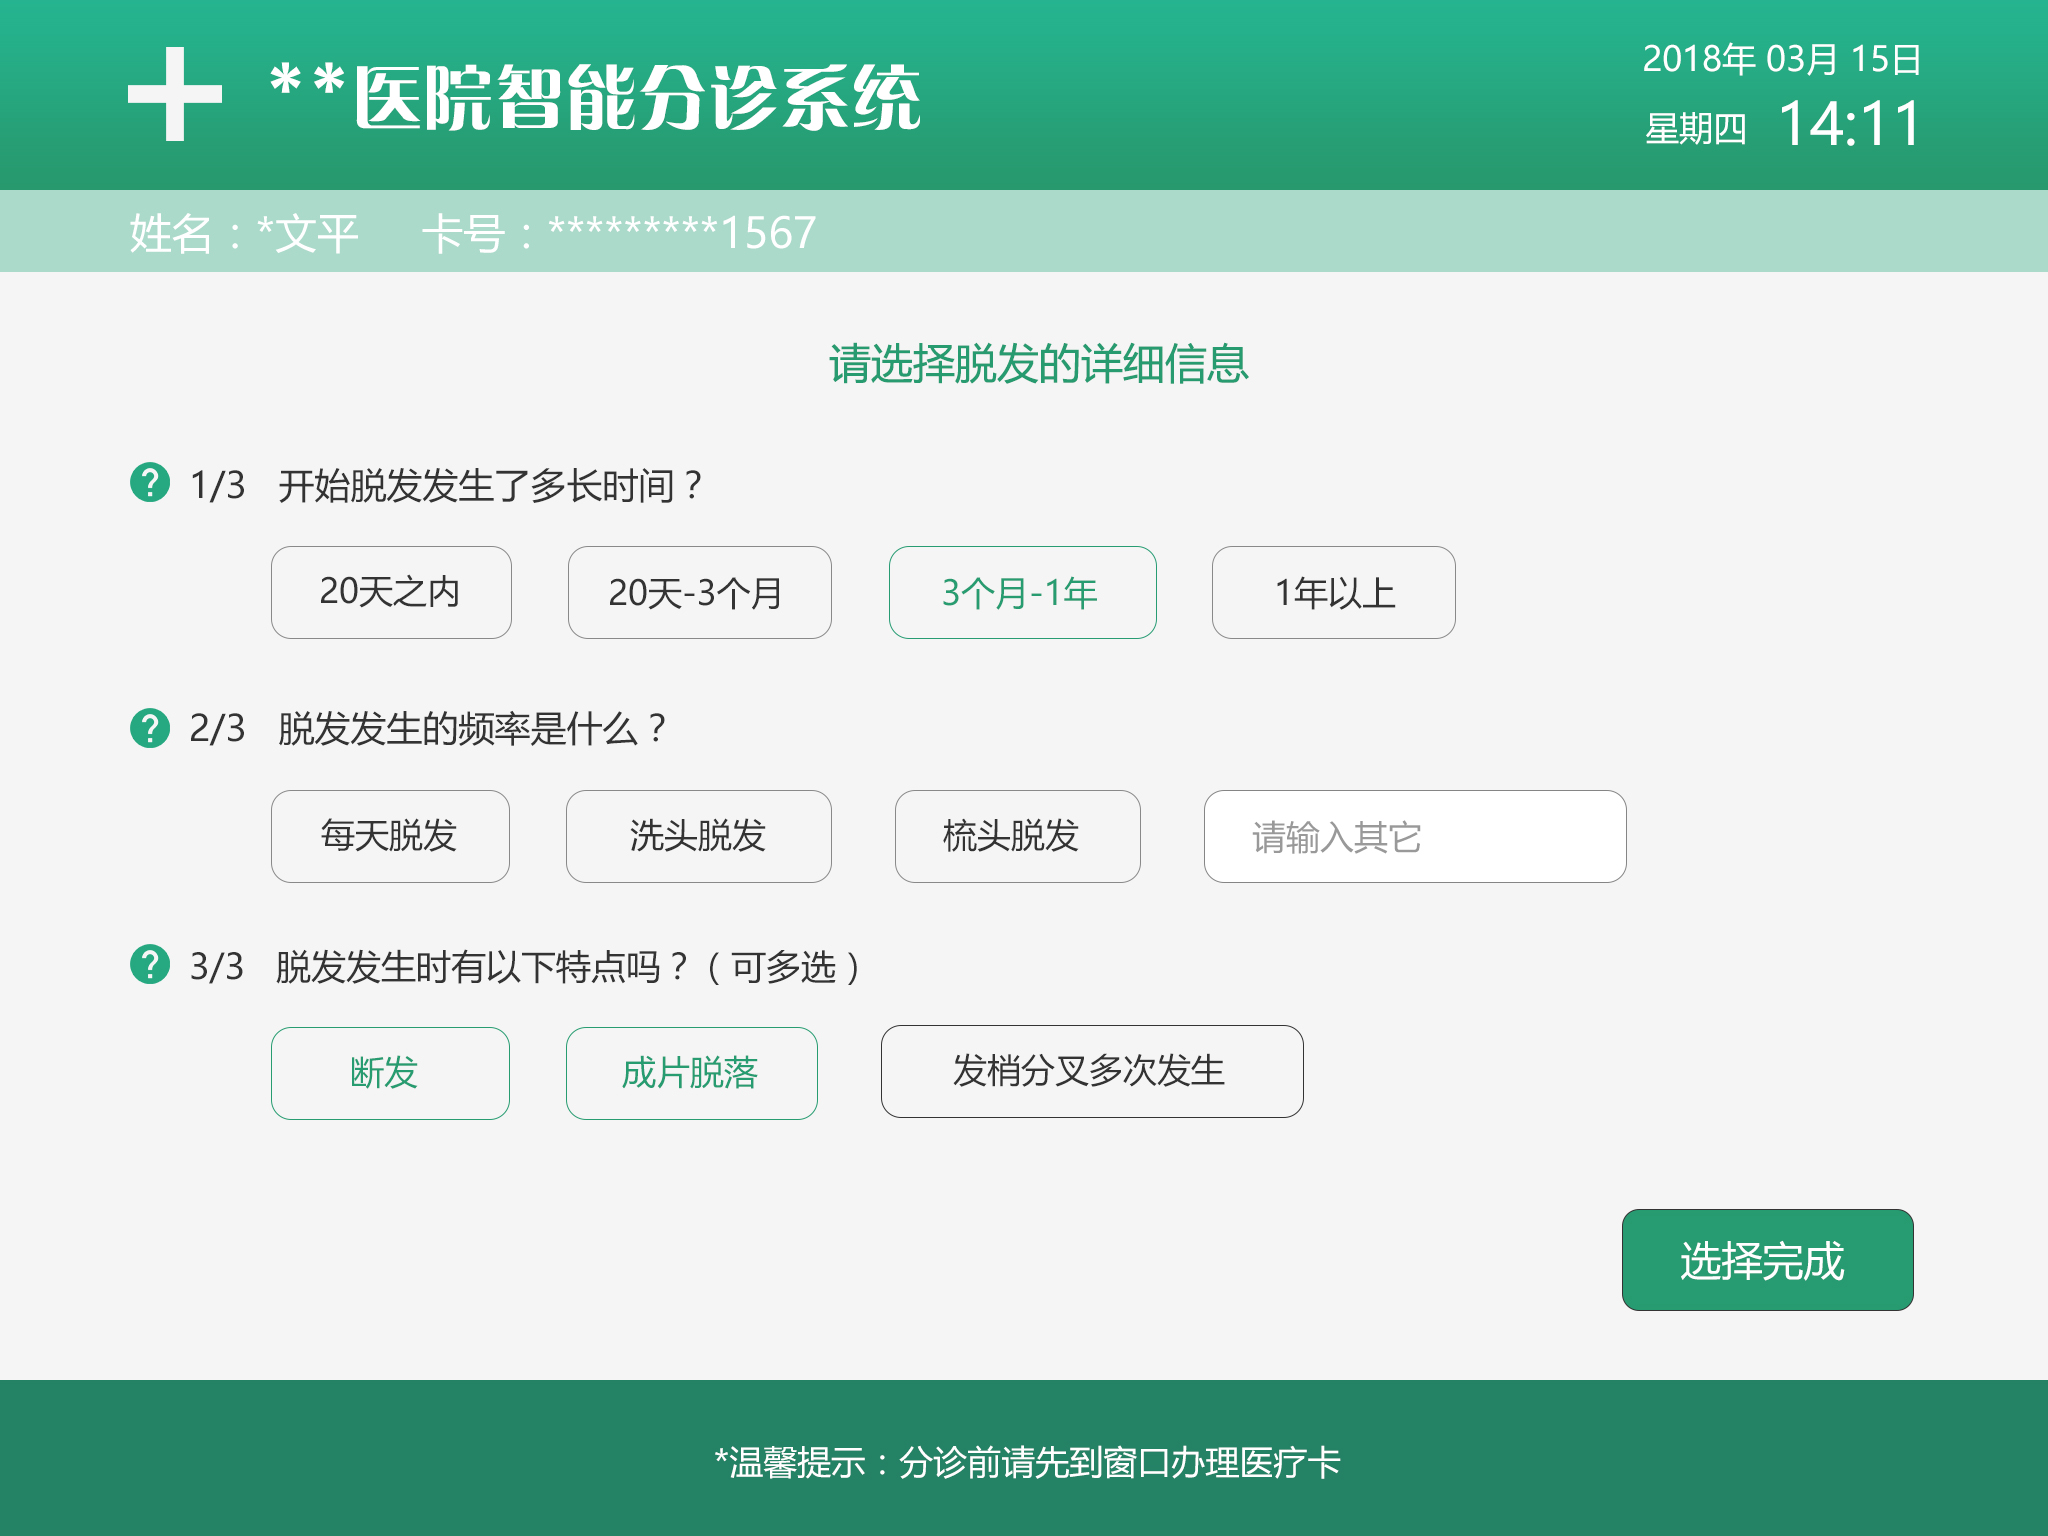 **医院智能分诊系统
2018年 03月 15日
星期四 14:11
姓名：*文平 卡号：*********1567
请选择脱发的详细信息
? 1/3 开始脱发发生了多长时间？
20天之内 20天-3个月 3个月-1年 1年以上
? 2/3 脱发发生的频率是什么？
每天脱发 洗头脱发 梳头脱发 请输入其它
? 3/3 脱发发生时有以下特点吗？（可多选）
断发 成片脱落 发梢分叉多次发生
选择完成
*温馨提示：分诊前请先到窗口办理医疗卡